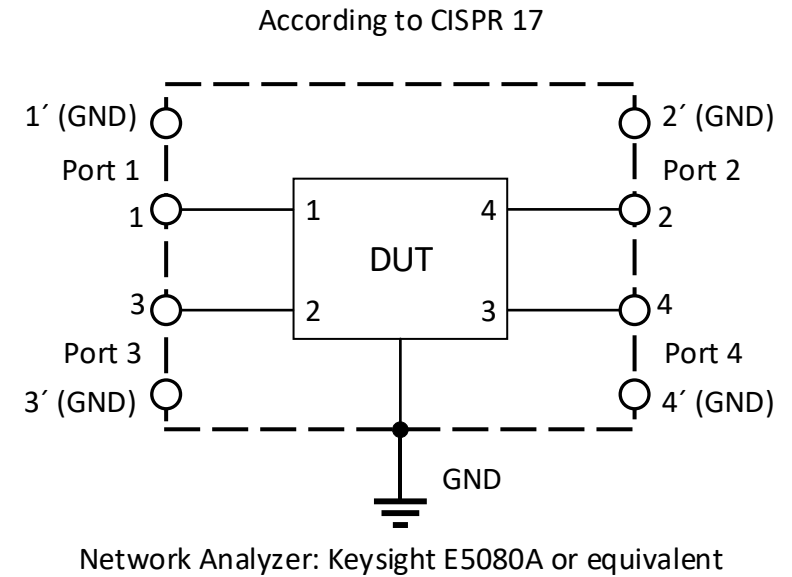 According to CISPR 17
1´ (GND)
2´ (GND)
Port 1
Port 2
1
1
4
2
DUT
3
2
3
4
Port 3
Port 4
3´ (GND)
4´ (GND)
GND
Network Analyzer: Keysight E5080A or equivalent